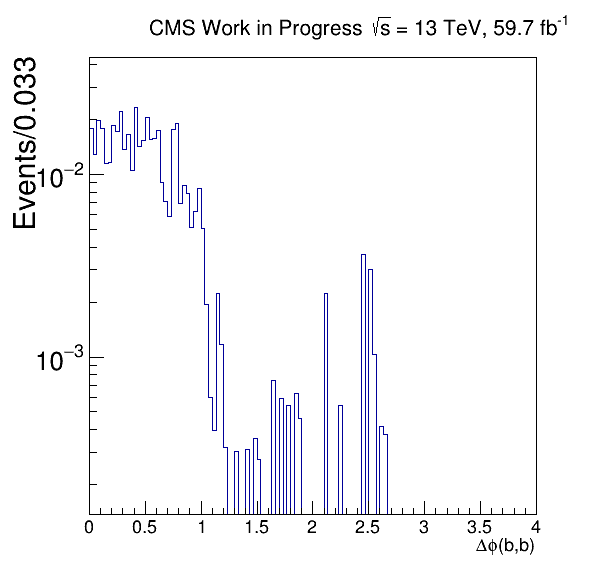 CMS Work in Progress √s = 13 TeV, 59.7 fb⁻¹
Events/0.033
10⁻²
10⁻³
0 0.5 1 1.5 2 2.5 3 3.5 4
Δϕ(b,b)